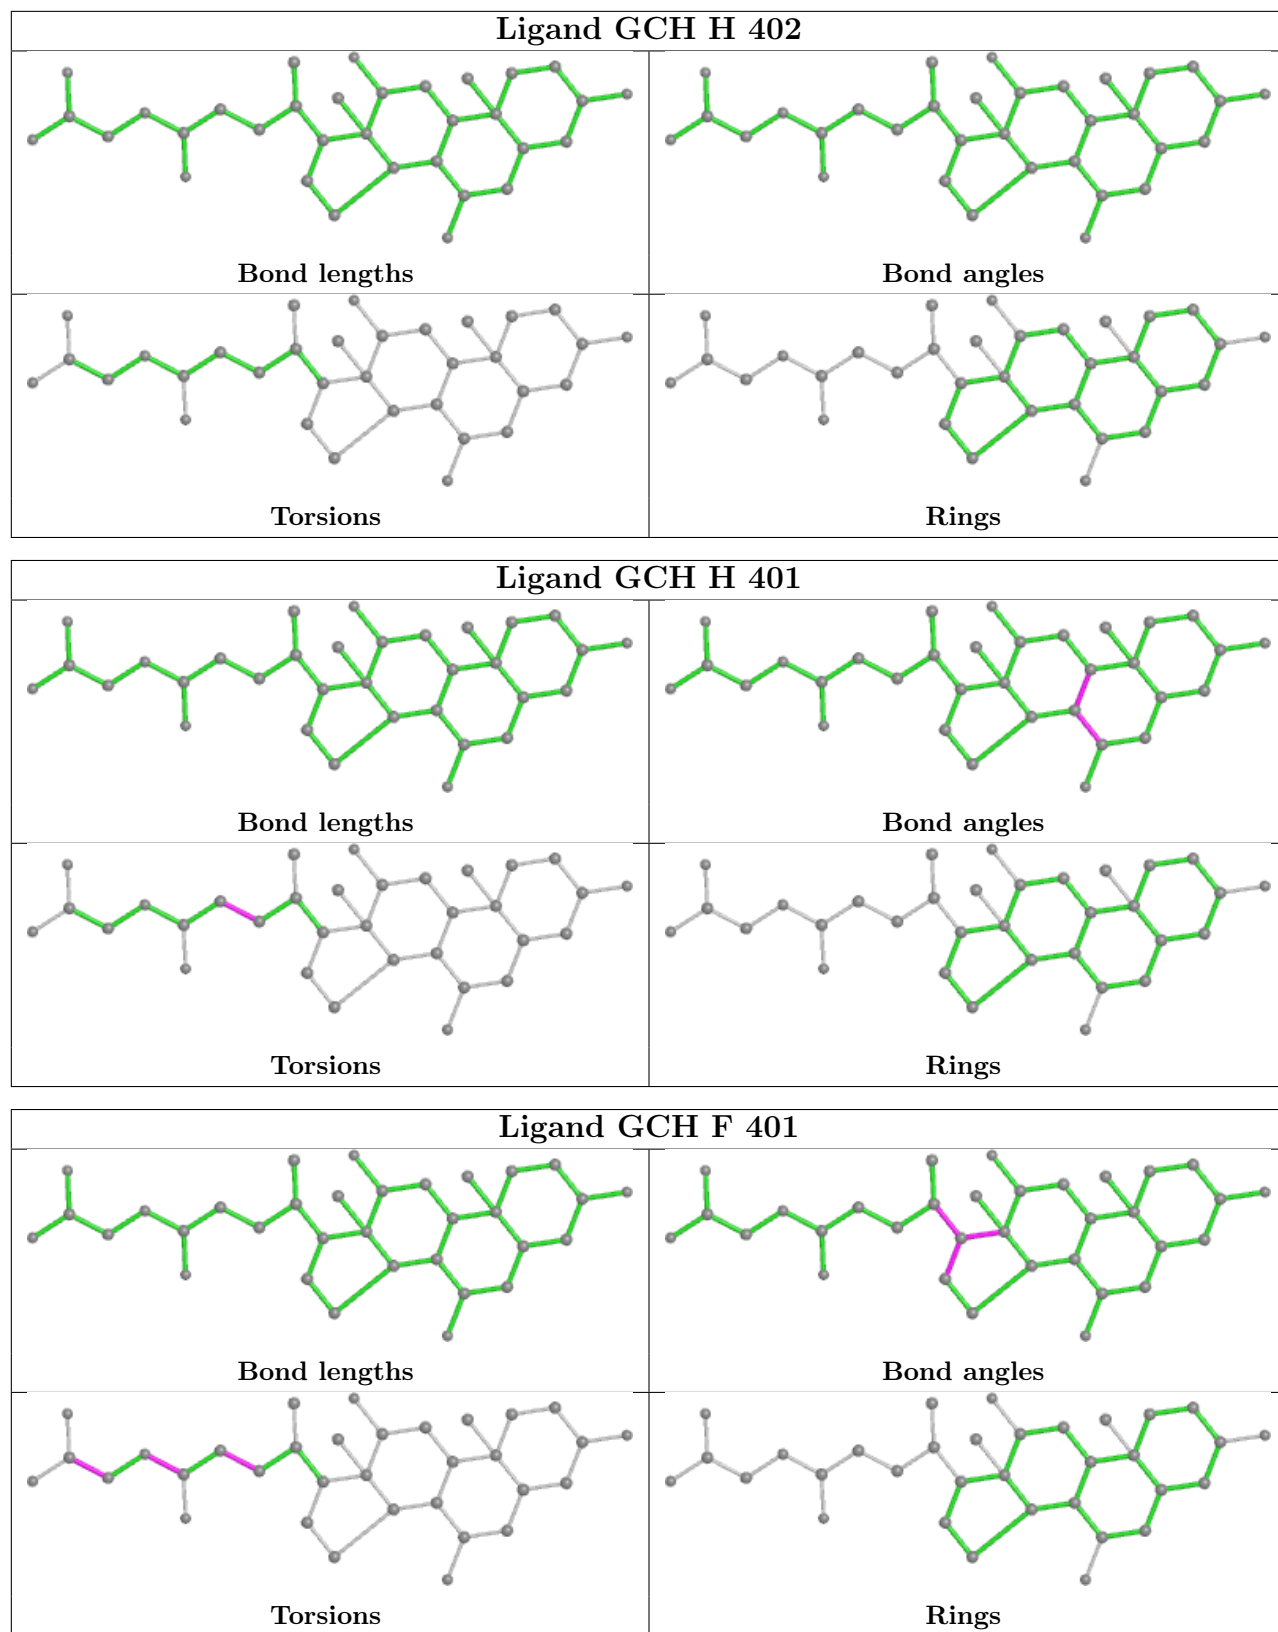 Ligand GCH H 402
Bond lengths
Bond angles
Torsions
Rings
Ligand GCH H 401
Bond lengths
Bond angles
Torsions
Rings
Ligand GCH F 401
Bond lengths
Bond angles
Torsions
Rings